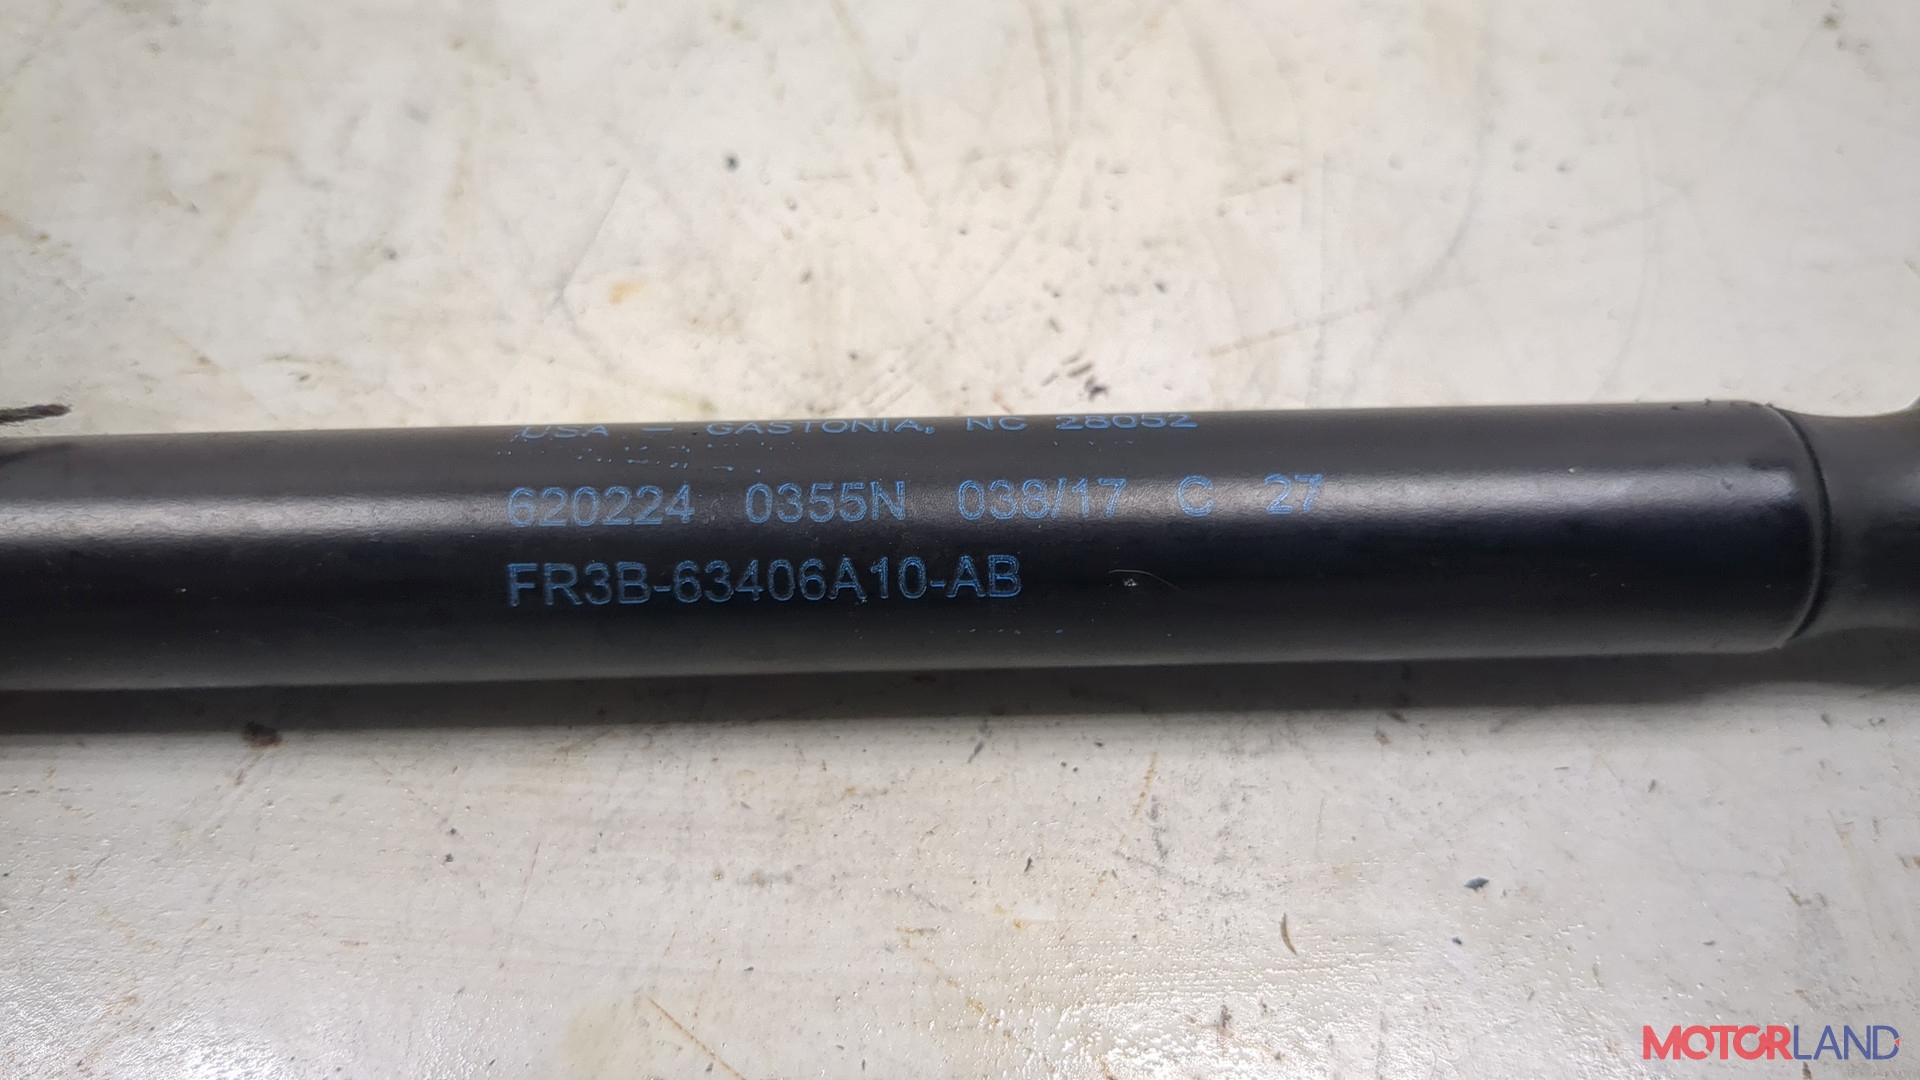 USA - GASTONIA, NC 28052
620224 0355N 038/17 C 27
FR3B-63406A10-AB
MOTORLAND